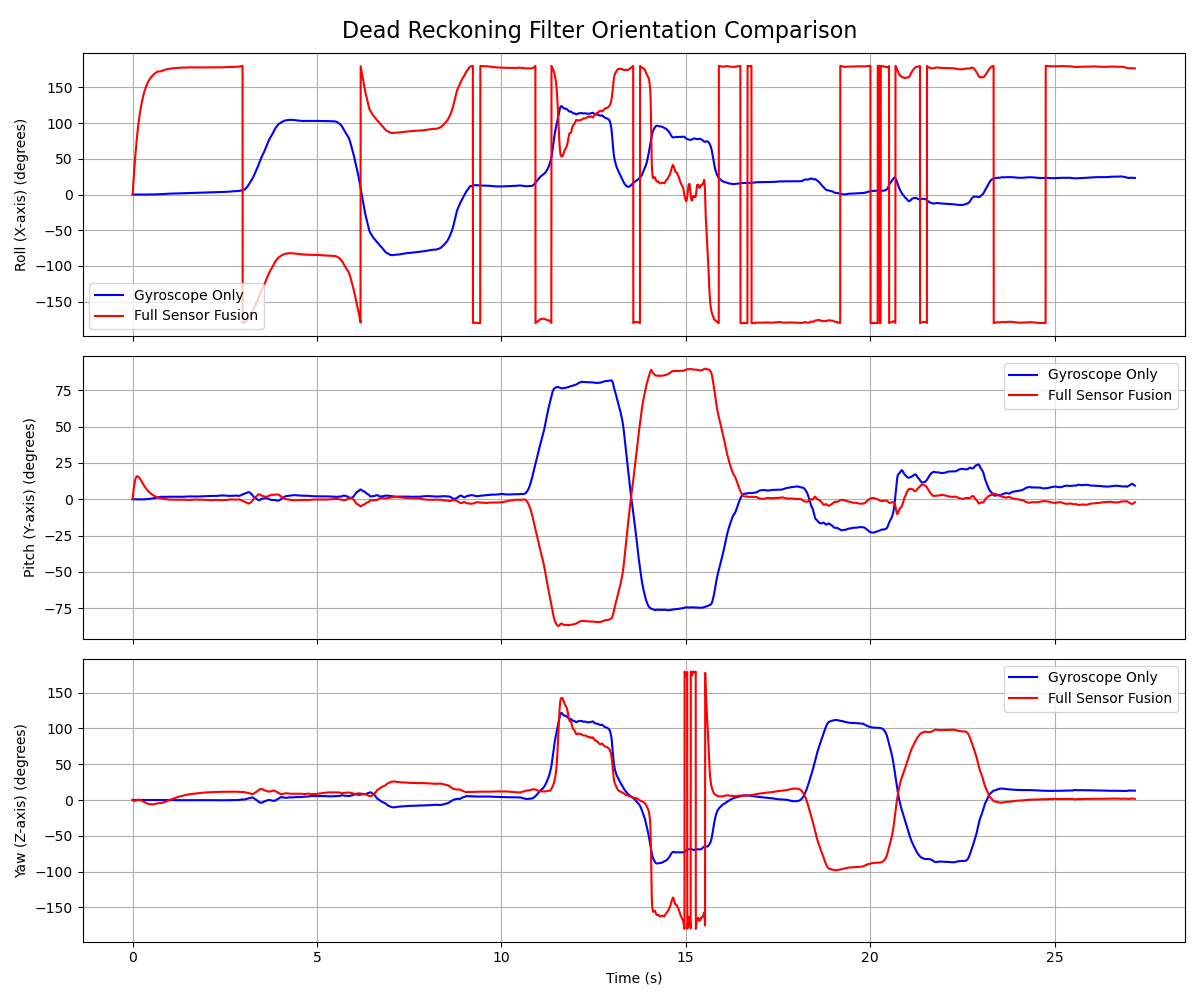 Dead Reckoning Filter Orientation Comparison
Roll (X-axis) (degrees)
150
100
50
0
−50
−100
−150
Gyroscope Only
Full Sensor Fusion
Pitch (Y-axis) (degrees)
75
50
25
0
−25
−50
−75
Gyroscope Only
Full Sensor Fusion
Yaw (Z-axis) (degrees)
150
100
50
0
−50
−100
−150
Gyroscope Only
Full Sensor Fusion
0 5 10 15 20 25
Time (s)